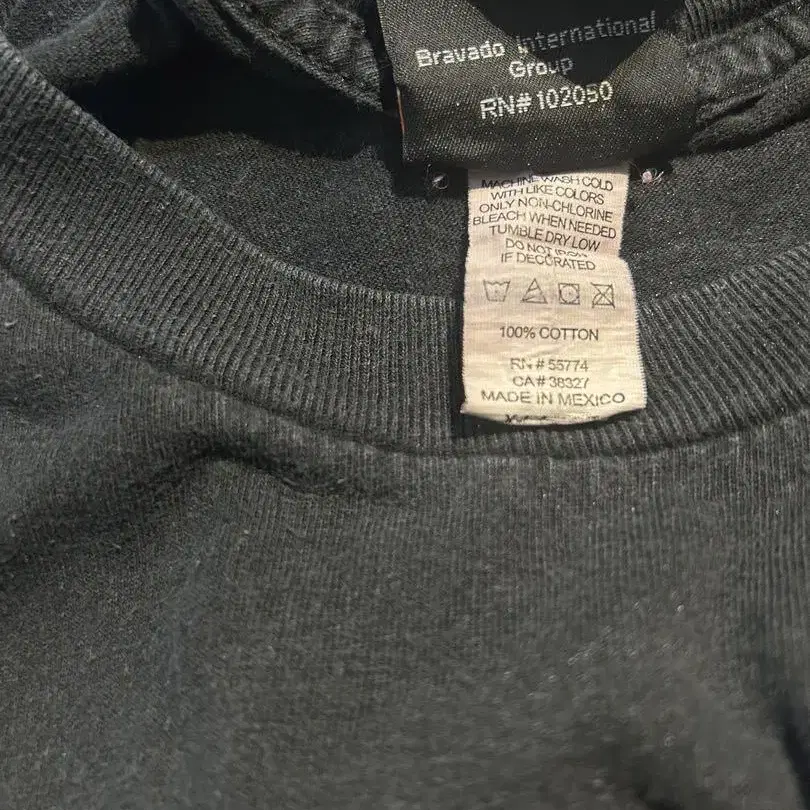 Bravado International
Group
RN# 102050
MACHINE WASH COLD
WITH LIKE COLORS
ONLY NON-CHLORINE
BLEACH WHEN NEEDED
TUMBLE DRY LOW
DO NOT IRON
IF DECORATED
100% COTTON
RN# 55774
CA# 38327
MADE IN MEXICO